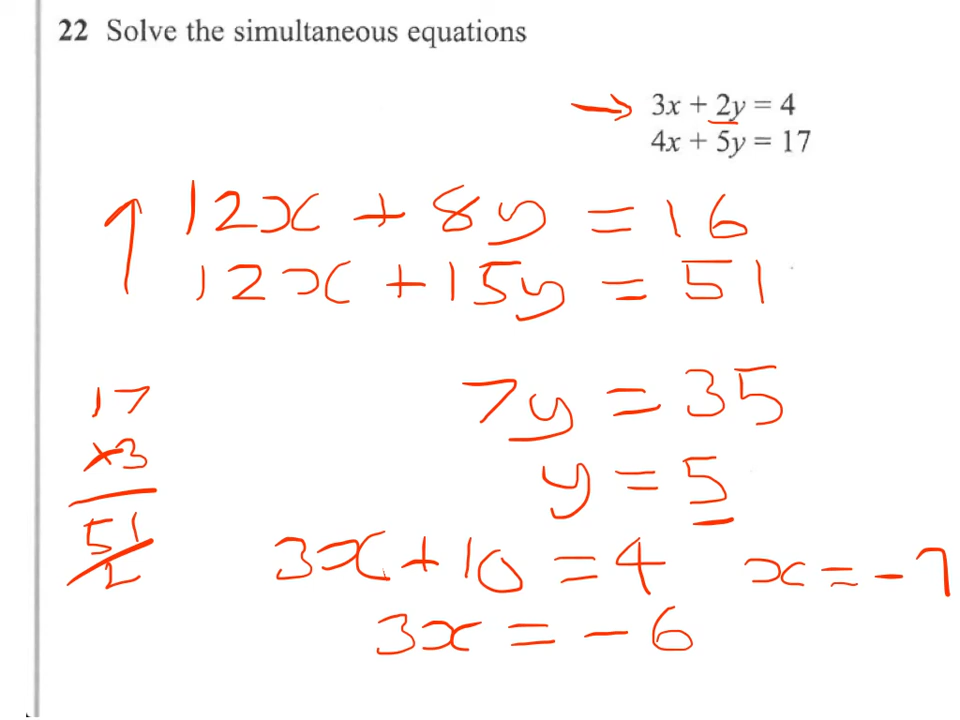 22 Solve the simultaneous equations
→ 3x + 2y = 4
4x + 5y = 17
12x + 8y = 16
12x + 15y = 51
17
×3
51
2
7y = 35
y = 5
3x + 10 = 4
3x = -6
x = -7